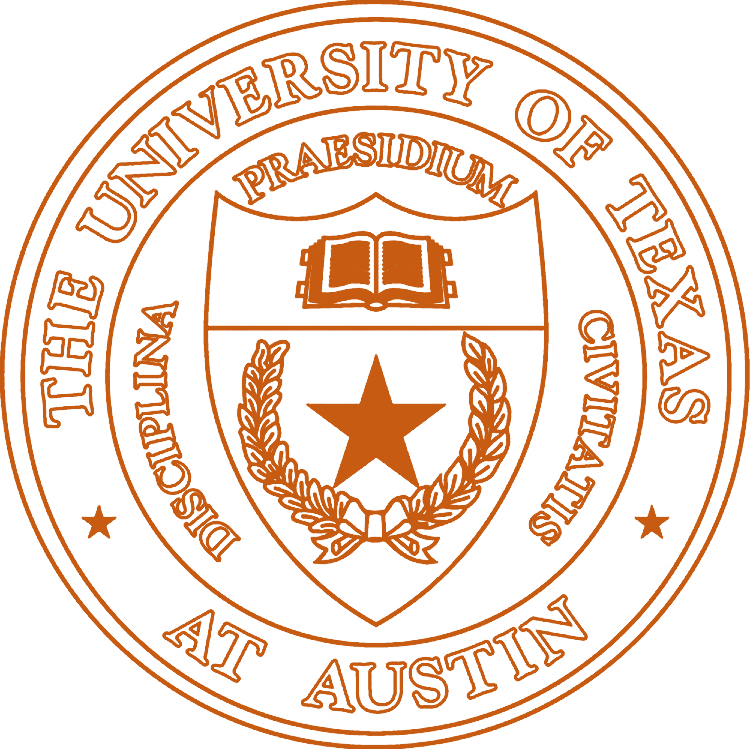 THE UNIVERSITY OF TEXAS
AT AUSTIN
DISCIPLINA
PRAESIDIUM
CIVITATIS